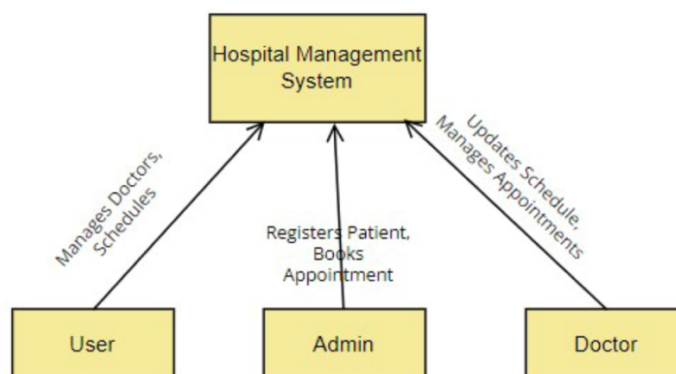 Hospital Management
System
Manages Doctors,
Schedules
Registers Patient,
Books
Appointment
Updates Schedule,
Manages Appointments
User
Admin
Doctor